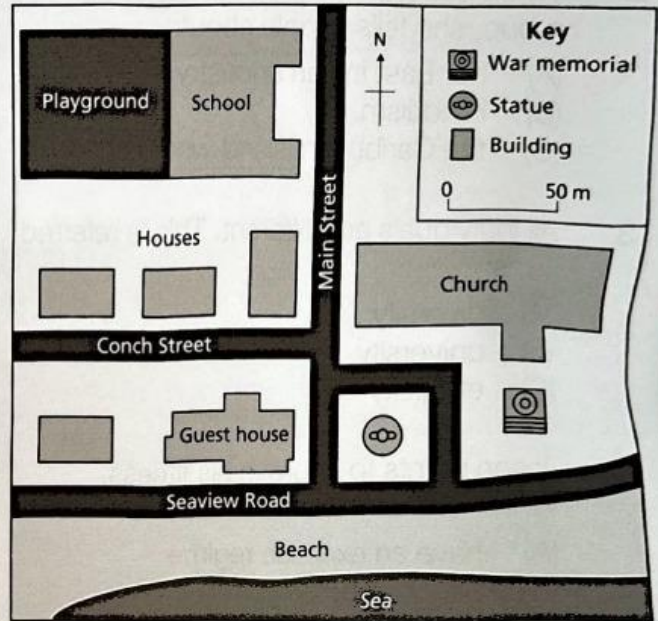 Playground
School
N
Key
War memorial
Statue
Building
0 50 m
Houses
Main Street
Church
Conch Street
Guest house
Seaview Road
Beach
Sea